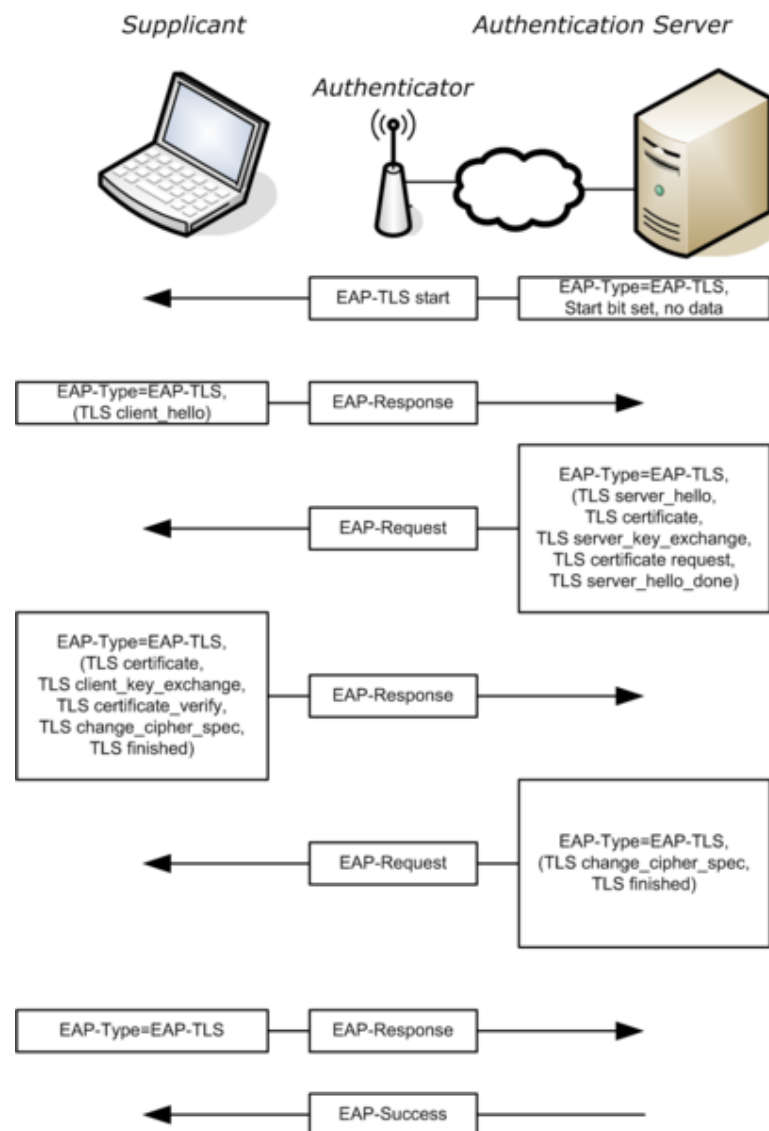 Supplicant
Authentication Server
Authenticator
EAP-TLS start
EAP-Type=EAP-TLS,
Start bit set, no data
EAP-Type=EAP-TLS,
(TLS client_hello)
EAP-Response
EAP-Request
EAP-Type=EAP-TLS,
(TLS server_hello,
TLS certificate,
TLS server_key_exchange,
TLS certificate request,
TLS server_hello_done)
EAP-Type=EAP-TLS,
(TLS certificate,
TLS client_key_exchange,
TLS certificate_verify,
TLS change_cipher_spec,
TLS finished)
EAP-Response
EAP-Request
EAP-Type=EAP-TLS,
(TLS change_cipher_spec,
TLS finished)
EAP-Type=EAP-TLS
EAP-Response
EAP-Success